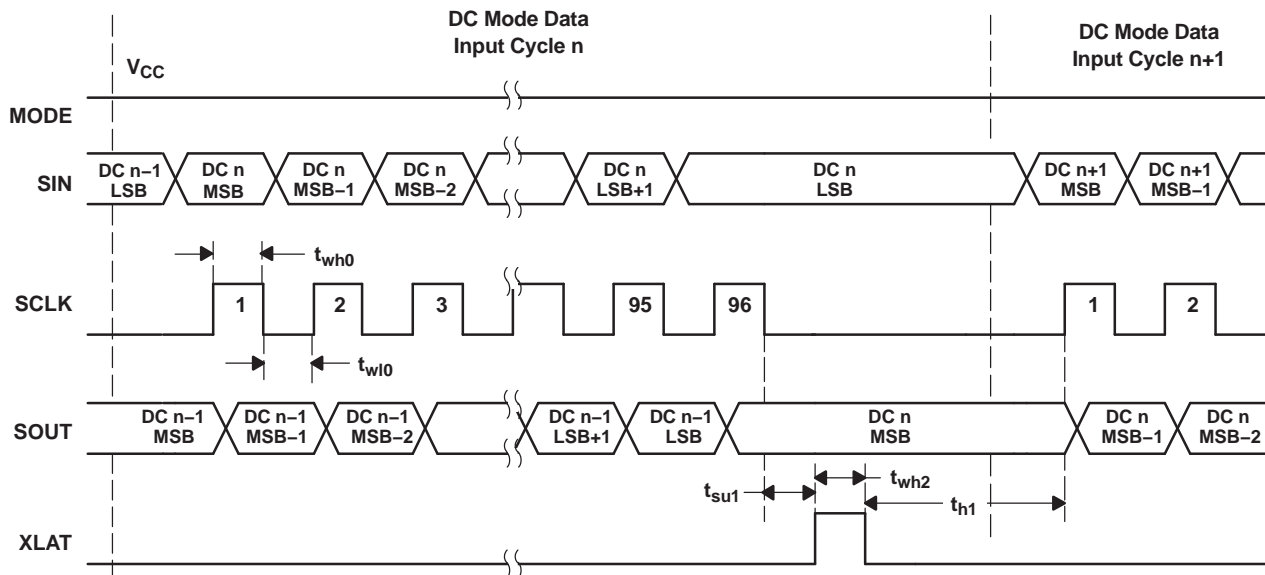 DC Mode Data
Input Cycle n
DC Mode Data
Input Cycle n+1
VCC
MODE
SIN
DC n–1
LSB
DC n
MSB
DC n
MSB–1
DC n
MSB–2
DC n
LSB+1
DC n
LSB
DC n+1
MSB
DC n+1
MSB–1
twh0
SCLK
1
2
3
95
96
1
2
twl0
SOUT
DC n–1
MSB
DC n–1
MSB–1
DC n–1
MSB–2
DC n–1
LSB+1
DC n–1
LSB
DC n
MSB
DC n
MSB–1
DC n
MSB–2
tsu1
twh2
th1
XLAT